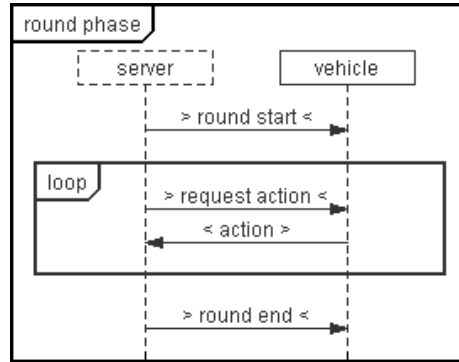 round phase
server
vehicle
> round start <
loop
> request action <
< action >
> round end <